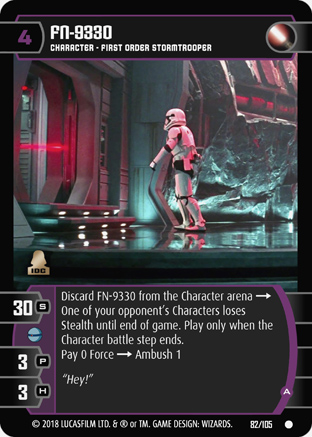 4
FN-9330
CHARACTER • FIRST ORDER STORMTROOPER
IDC
30 S
3 P
3 H
Discard FN-9330 from the Character arena →
One of your opponent's Characters loses
Stealth until end of game. Play only when the
Character battle step ends.
Pay 0 Force → Ambush 1
"Hey!"
A
© 2018 LUCASFILM LTD. & ® or TM. GAME DESIGN: WIZARDS. 82/105